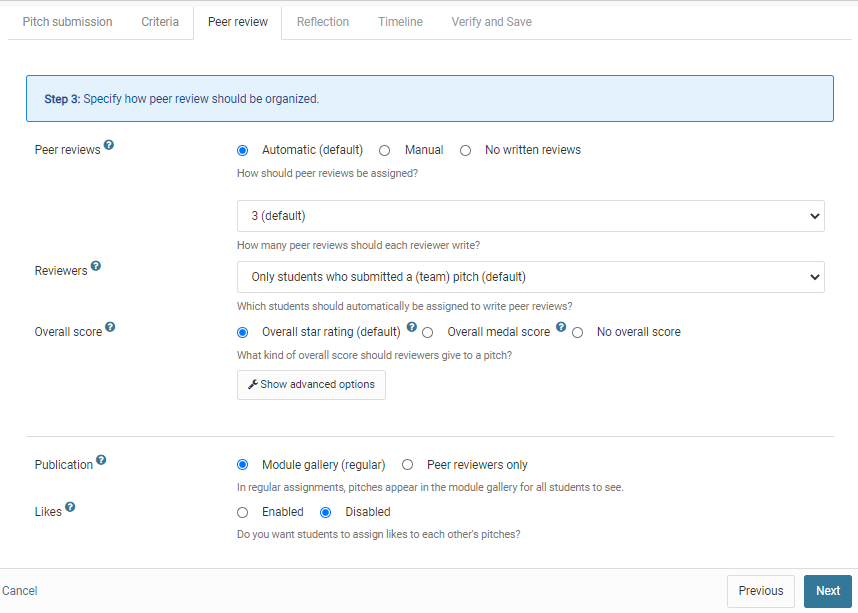 Pitch submission Criteria Peer review Reflection Timeline Verify and Save
Step 3: Specify how peer review should be organized.
Peer reviews ? Automatic (default) Manual No written reviews
How should peer reviews be assigned?
3 (default)
How many peer reviews should each reviewer write?
Reviewers ? Only students who submitted a (team) pitch (default)
Which students should automatically be assigned to write peer reviews?
Overall score ? Overall star rating (default) ? Overall medal score ? No overall score
What kind of overall score should reviewers give to a pitch?
Show advanced options
Publication ? Module gallery (regular) Peer reviewers only
In regular assignments, pitches appear in the module gallery for all students to see.
Likes ? Enabled Disabled
Do you want students to assign likes to each other's pitches?
Cancel Previous Next